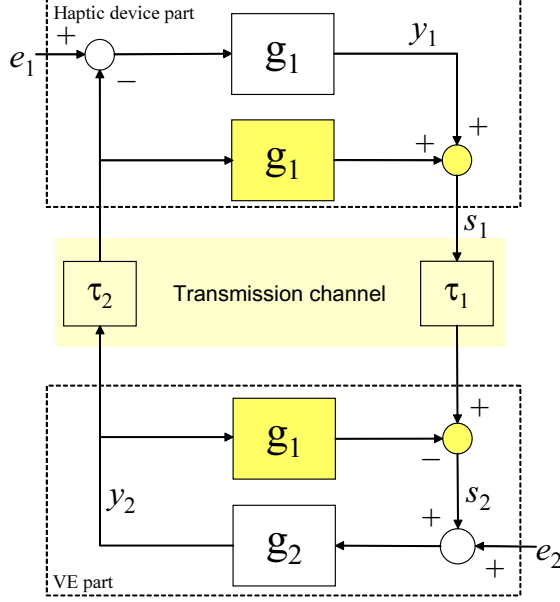 Haptic device part
+
e₁
−
g₁
y₁
+
g₁
+
s₁
τ₂
Transmission channel
τ₁
+
g₁
−
s₂
y₂
+
g₂
+
e₂
VE part